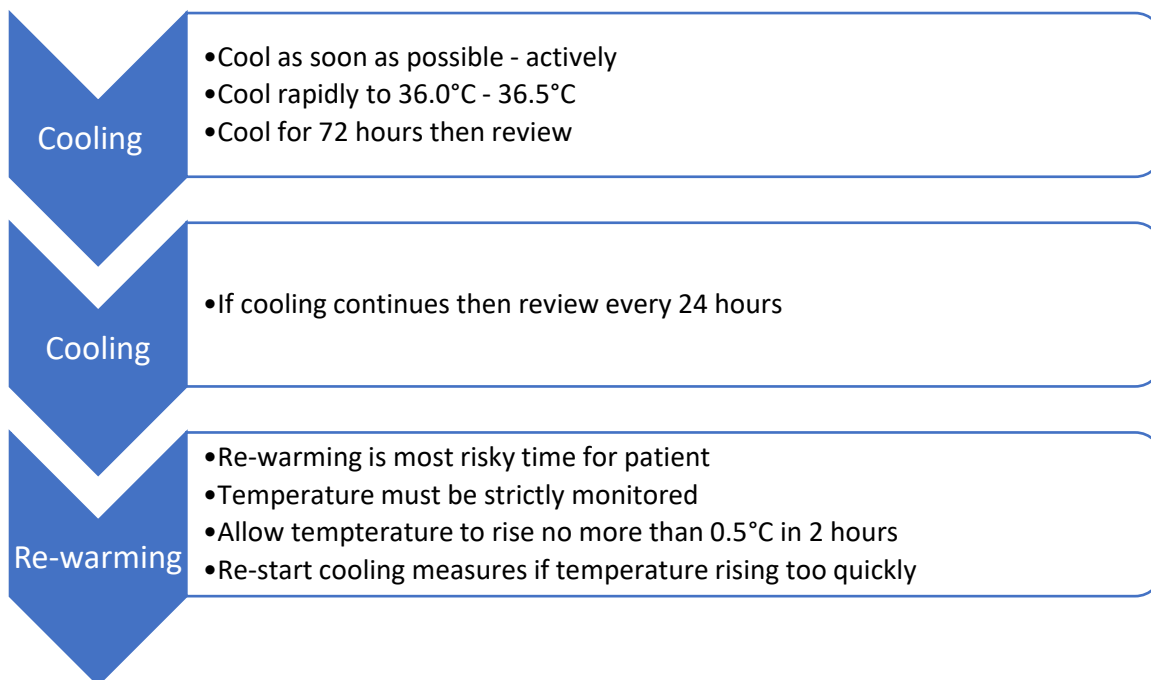 Cooling
•Cool as soon as possible - actively
•Cool rapidly to 36.0°C - 36.5°C
•Cool for 72 hours then review
Cooling
•If cooling continues then review every 24 hours
Re-warming
•Re-warming is most risky time for patient
•Temperature must be strictly monitored
•Allow tempterature to rise no more than 0.5°C in 2 hours
•Re-start cooling measures if temperature rising too quickly